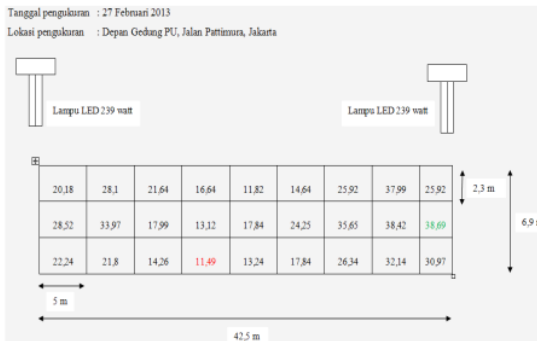 Tanggal pengukuran : 27 Februari 2013
Lokasi pengukuran : Depan Gedung PU, Jalan Pattimura, Jakarta
Lampu LED 239 watt
Lampu LED 239 watt
20,18 28,1 21,64 16,64 11,82 14,64 25,92 37,99 25,92
2,3 m
28,52 33,97 17,99 13,12 17,84 24,25 35,65 38,42 38,69
6,9
22,24 21,8 14,26 11,49 13,24 17,84 26,34 32,14 30,97
5 m
42,5 m